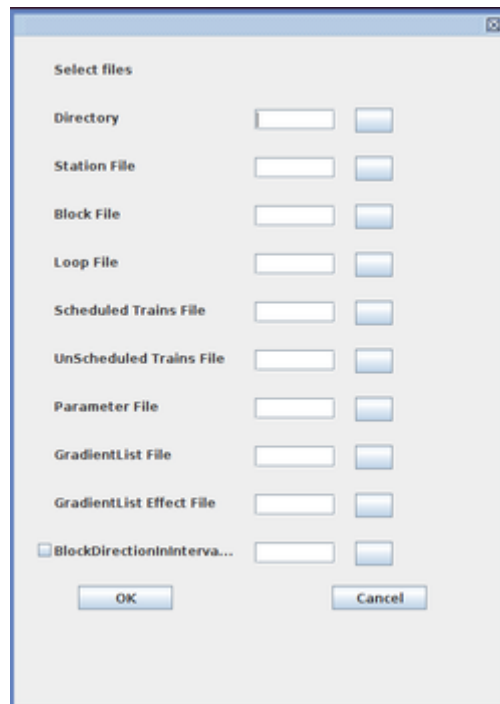 Select files
Directory
Station File
Block File
Loop File
Scheduled Trains File
UnScheduled Trains File
Parameter File
GradientList File
GradientList Effect File
BlockDirectionInInterva...
OK Cancel